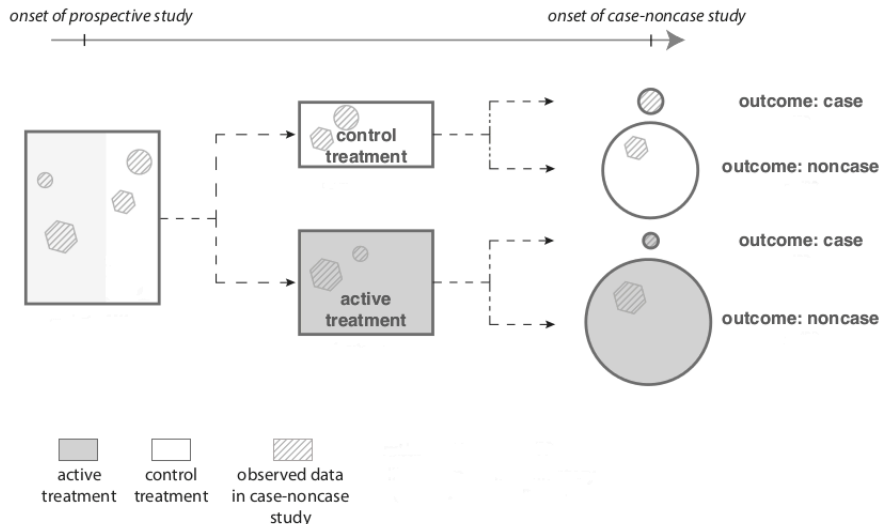 onset of prospective study
onset of case-noncase study
control
treatment
outcome: case
outcome: noncase
active
treatment
outcome: case
outcome: noncase
active
treatment
control
treatment
observed data
in case-noncase
study